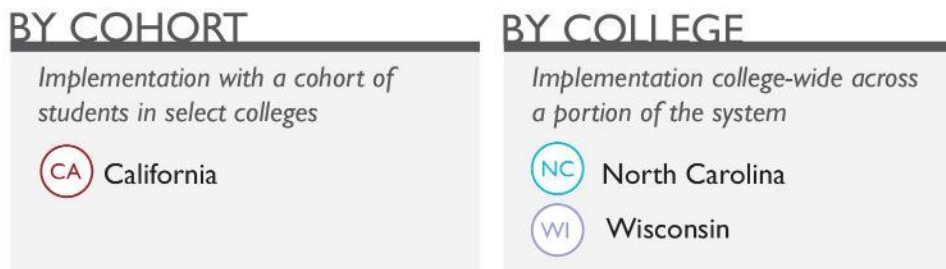 BY COHORT
Implementation with a cohort of
students in select colleges
CA California
BY COLLEGE
Implementation college-wide across
a portion of the system
NC North Carolina
WI Wisconsin